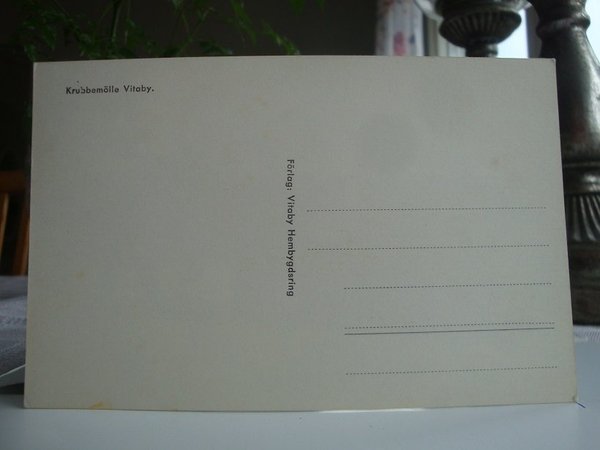 Krubbemölle Vitaby.
Förlag: Vitaby Hembygdsring